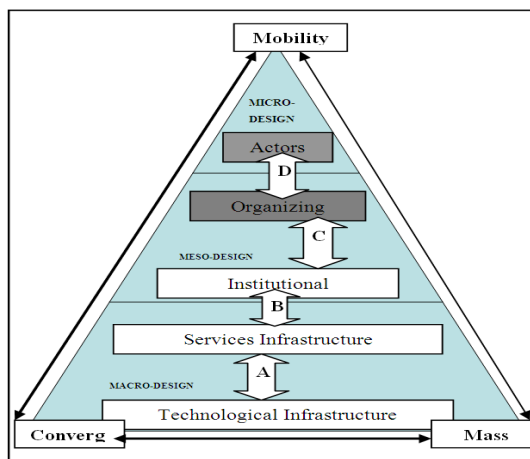 Mobility
MICRO-
DESIGN
Actors
D
Organizing
C
MESO-DESIGN
Institutional
B
Services Infrastructure
A
MACRO-DESIGN
Technological Infrastructure
Converg
Mass